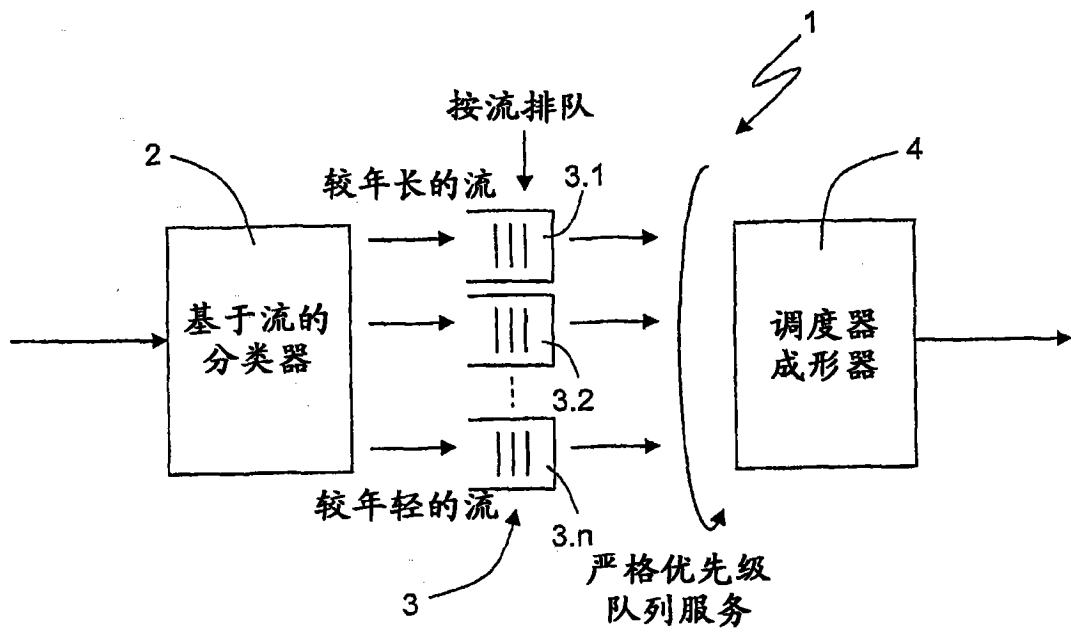 1
按流排队
2
4
较年长的流
3.1
基于流的
分类器
调度器
成形器
3.2
较年轻的流
3.n
3
严格优先级
队列服务